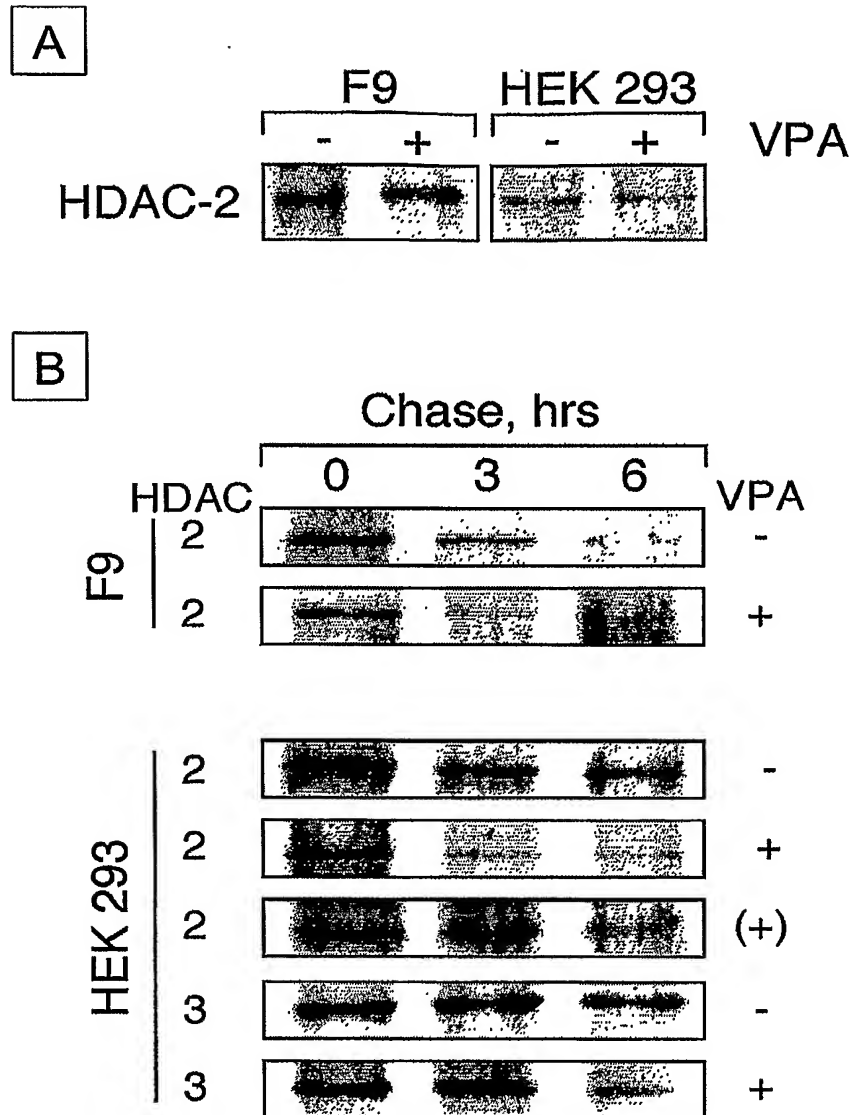 A
F9 HEK 293
- + - + VPA
HDAC-2
B
Chase, hrs
HDAC 0 3 6 VPA
F9
2 -
2 +
HEK 293
2 -
2 +
2 (+)
3 -
3 +